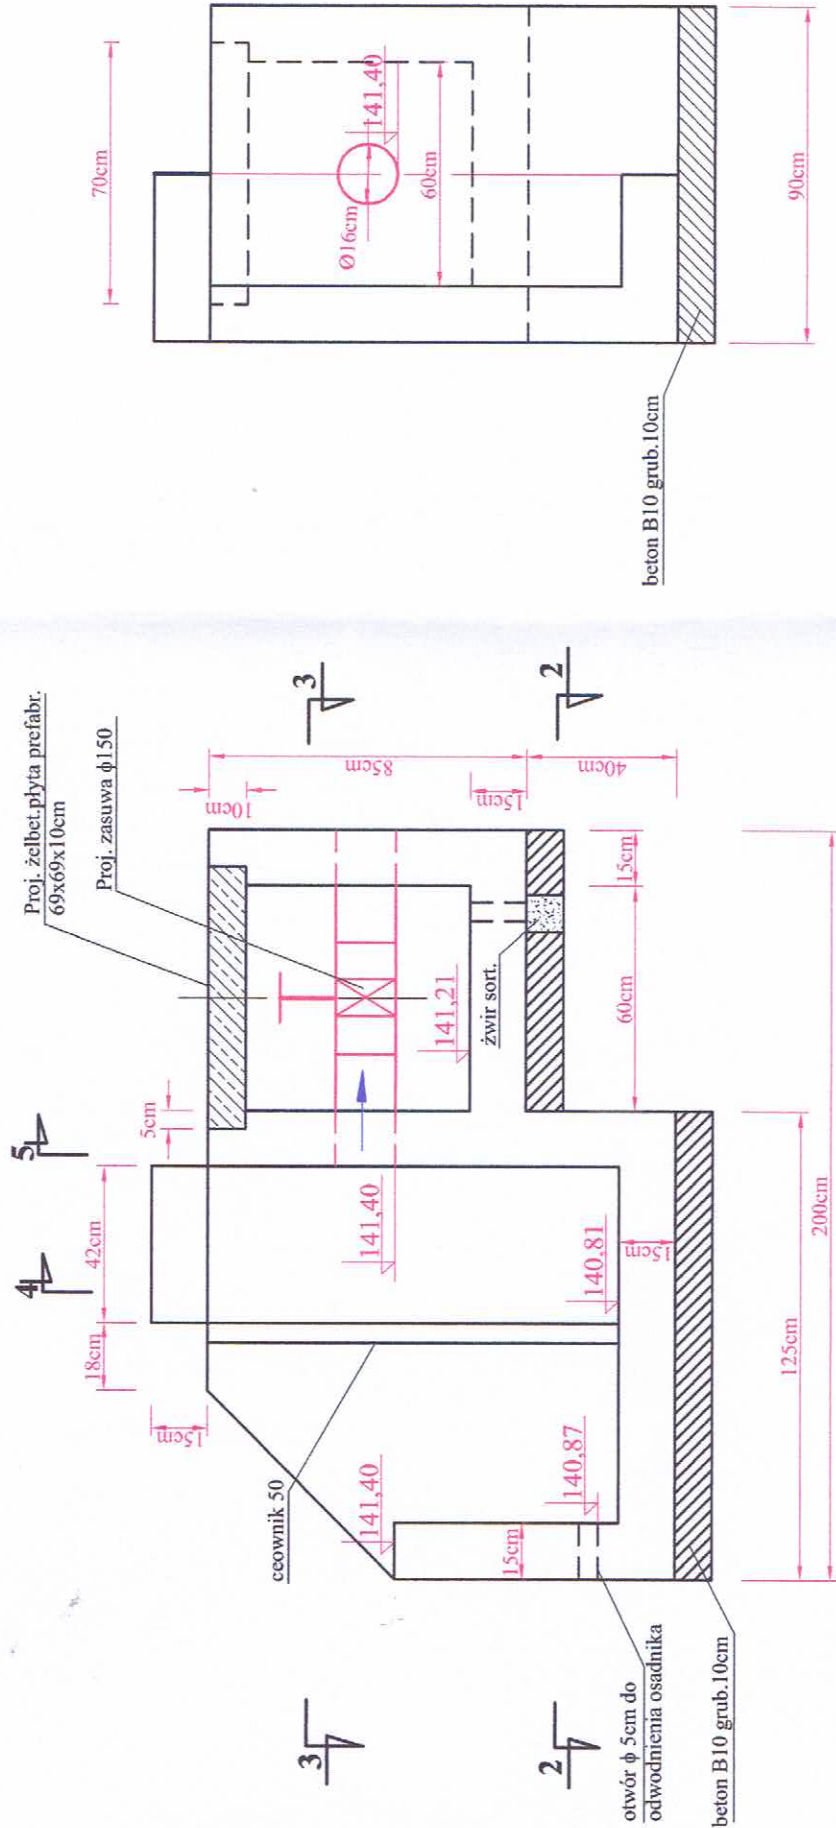 Proj. żelbet.płyta prefabr.
69x69x10cm
Proj. zasuwa ϕ150
5
4
3
2
3
2
15cm
18cm
42cm
5cm
10cm
85cm
15cm
40cm
ceownik 50
141,40
141,40
141,21
żwir sort.
140,87
140,81
15cm
15cm
60cm
15cm
125cm
200cm
otwór ϕ 5cm do
odwodnienia osadnika
beton B10 grub.10cm
70cm
Ø16cm
141,40
60cm
90cm
beton B10 grub.10cm